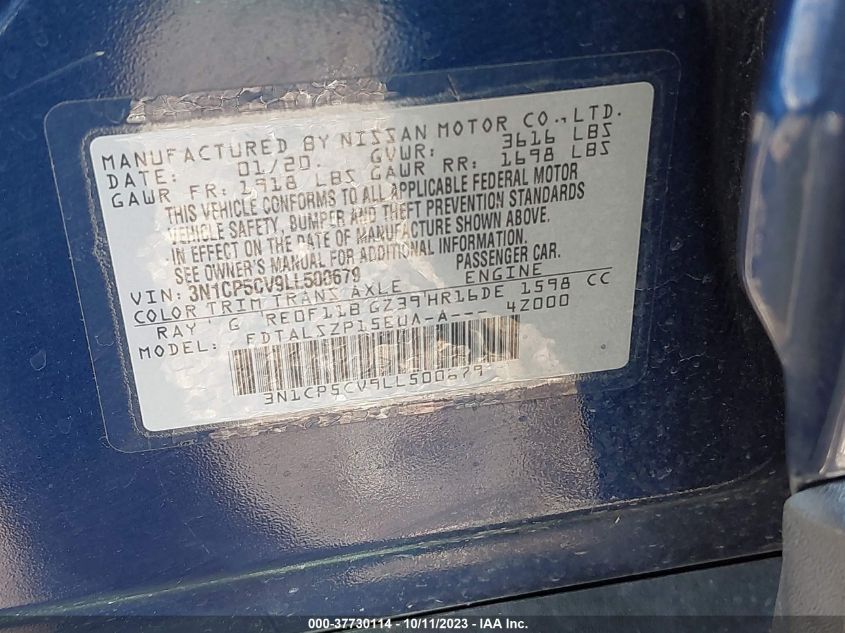 MANUFACTURED BY NISSAN MOTOR CO., LTD.
DATE: 01/20. GVWR: 3616 LBS
GAWR FR: 1918 LBS GAWR RR: 1698 LBS
THIS VEHICLE CONFORMS TO ALL APPLICABLE FEDERAL MOTOR
VEHICLE SAFETY, BUMPER AND THEFT PREVENTION STANDARDS
IN EFFECT ON THE DATE OF MANUFACTURE SHOWN ABOVE.
SEE OWNER'S MANUAL FOR ADDITIONAL INFORMATION.
VIN: 3N1CP5CV9LL500679 PASSENGER CAR.
COLOR TRIM TRANS AXLE ENGINE
RAY, G RE0F11B GZ39 HR16DE 1598 CC
MODEL: FDTALSZP15EUA-A--- 4Z000
3N1CP5CV9LL500679
000-37730114 - 10/11/2023 - IAA Inc.